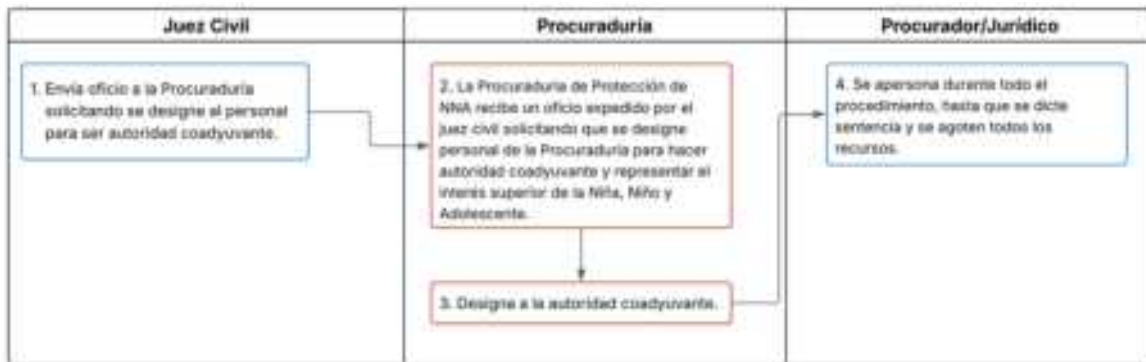 Juez Civil
Procuraduría
Procurador/Jurídico
1. Envía oficio a la Procuraduría
solicitando se designe al personal
para ser autoridad coadyuvante.
2. La Procuraduría de Protección de
NNA recibe un oficio expedido por el
juez civil solicitando que se designe
personal de la Procuraduría para hacer
autoridad coadyuvante y representar el
interés superior de la Niña, Niño y
Adolescente.
3. Designa a la autoridad coadyuvante.
4. Se apersona durante todo el
procedimiento, hasta que se dicte
sentencia y se agoten todos los
recursos.